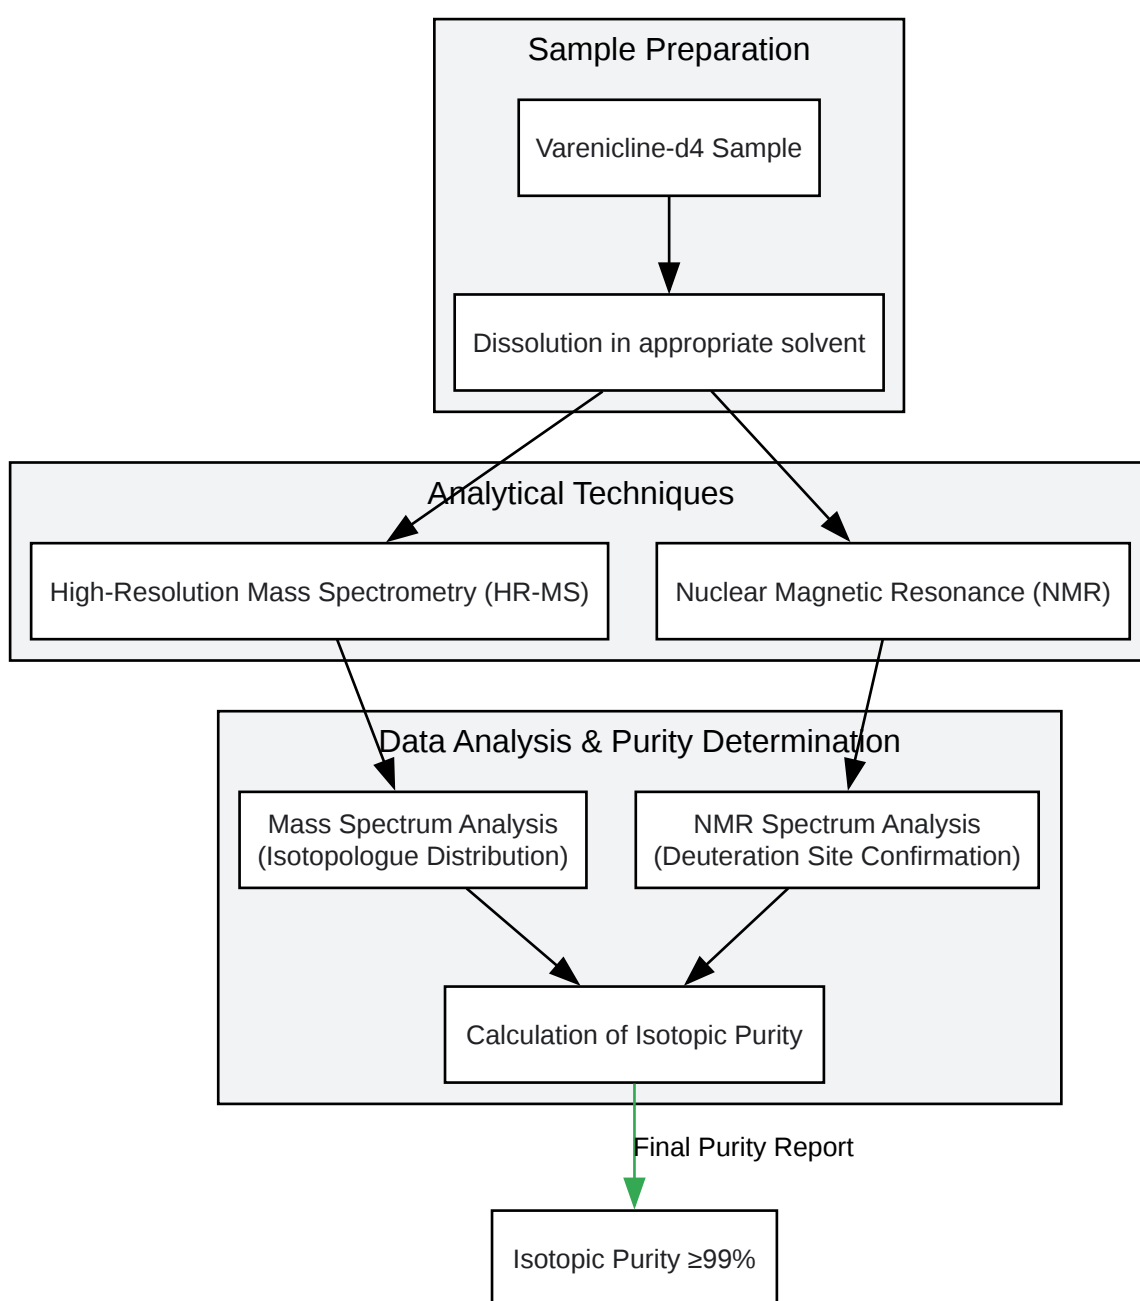 Sample Preparation
Varenicline-d4 Sample
Dissolution in appropriate solvent
Analytical Techniques
High-Resolution Mass Spectrometry (HR-MS)
Nuclear Magnetic Resonance (NMR)
Data Analysis & Purity Determination
Mass Spectrum Analysis
(Isotopologue Distribution)
NMR Spectrum Analysis
(Deuteration Site Confirmation)
Calculation of Isotopic Purity
Final Purity Report
Isotopic Purity ≥99%